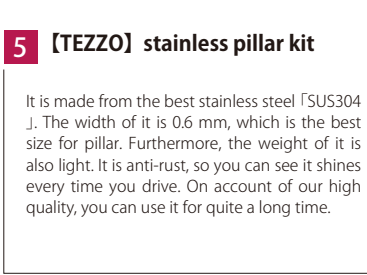 5 【TEZZO】stainless pillar kit
It is made from the best stainless steel「SUS304
」. The width of it is 0.6 mm, which is the best
size for pillar. Furthermore, the weight of it is
also light. It is anti-rust, so you can see it shines
every time you drive. On account of our high
quality, you can use it for quite a long time.